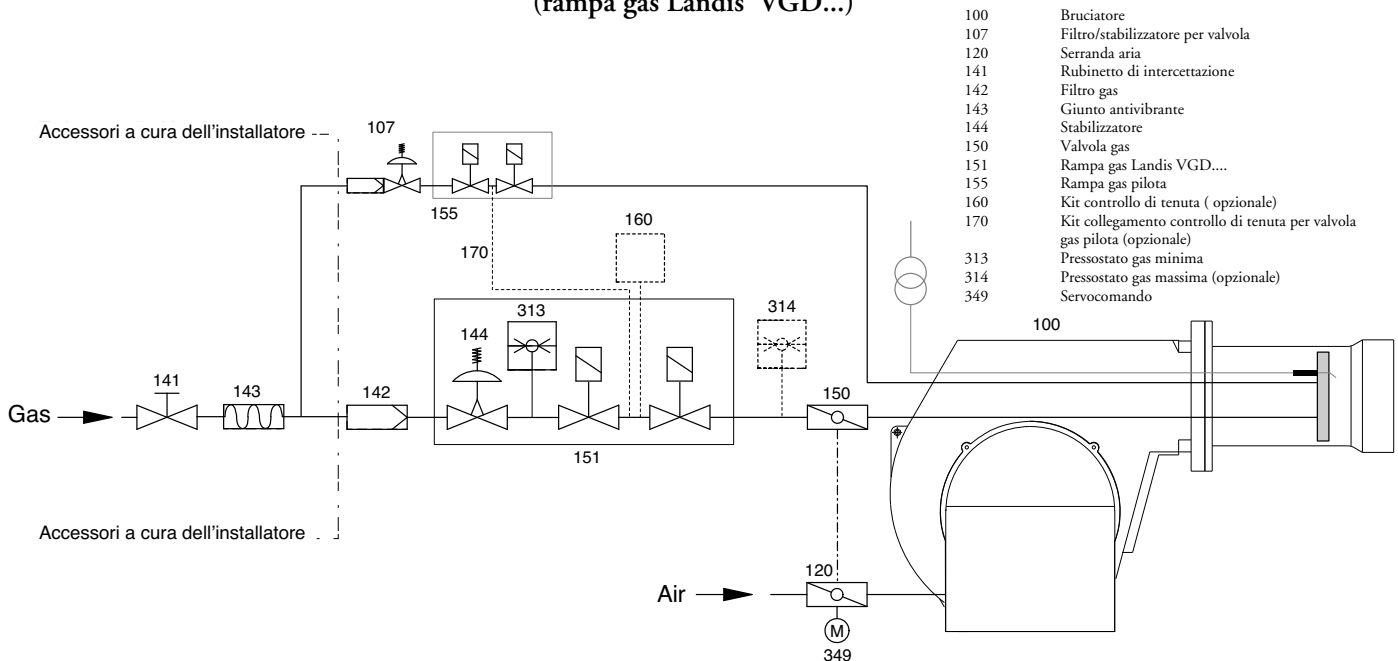 (rampa gas Landis VGD...)
100 Bruciatore
107 Filtro/stabilizzatore per valvola
120 Serranda aria
141 Rubinetto di intercettazione
142 Filtro gas
143 Giunto antivibrante
144 Stabilizzatore
150 Valvola gas
151 Rampa gas Landis VGD....
155 Rampa gas pilota
160 Kit controllo di tenuta ( opzionale)
170 Kit collegamento controllo di tenuta per valvola
gas pilota (opzionale)
313 Pressostato gas minima
314 Pressostato gas massima (opzionale)
349 Servocomando
Accessori a cura dell'installatore
107
155
160
170
313
314
100
144
141
143
142
150
Gas
151
Accessori a cura dell'installatore
120
Air
M
349